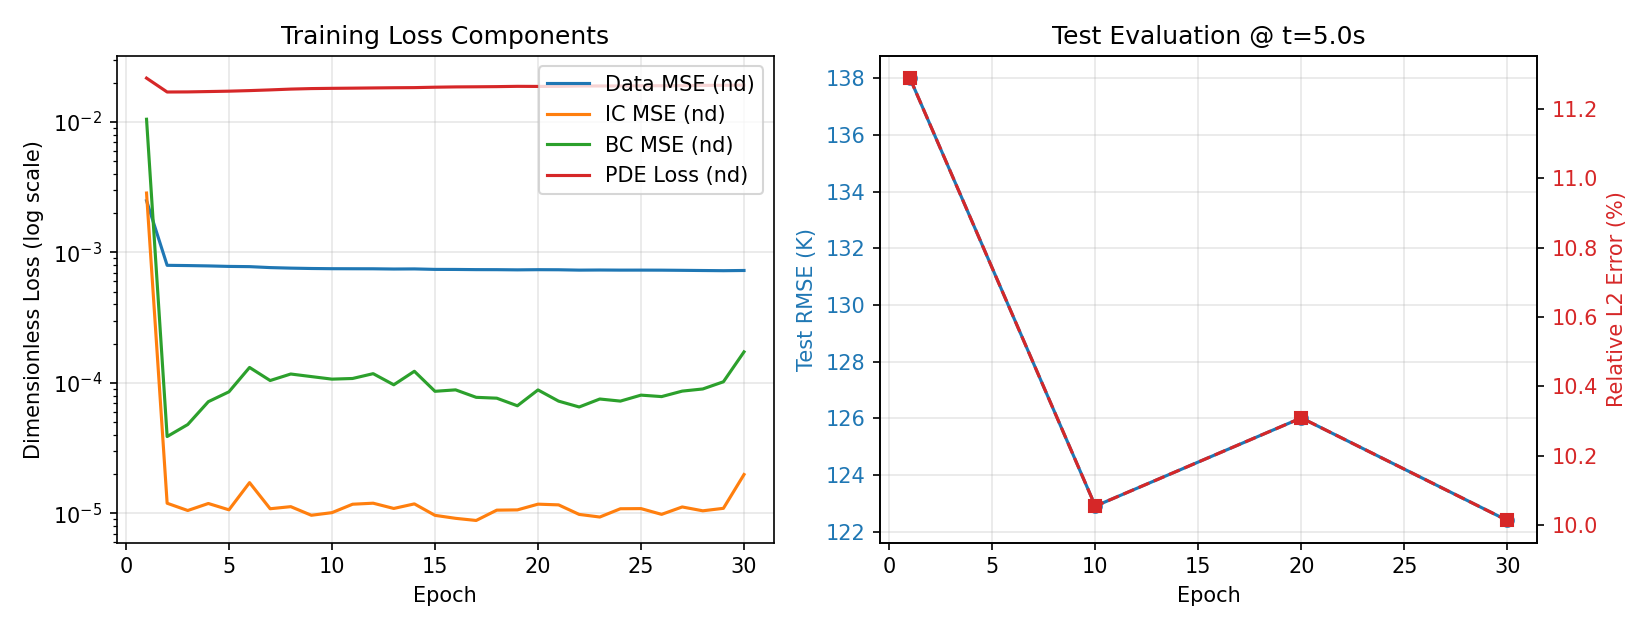 Training Loss Components
Dimensionless Loss (log scale)
10⁻²
10⁻³
10⁻⁴
10⁻⁵
Data MSE (nd)
IC MSE (nd)
BC MSE (nd)
PDE Loss (nd)
0 5 10 15 20 25 30
Epoch
Test Evaluation @ t=5.0s
Test RMSE (K)
138
136
134
132
130
128
126
124
122
0 5 10 15 20 25 30
Epoch
11.2
11.0
10.8
10.6
10.4
10.2
10.0
Relative L2 Error (%)